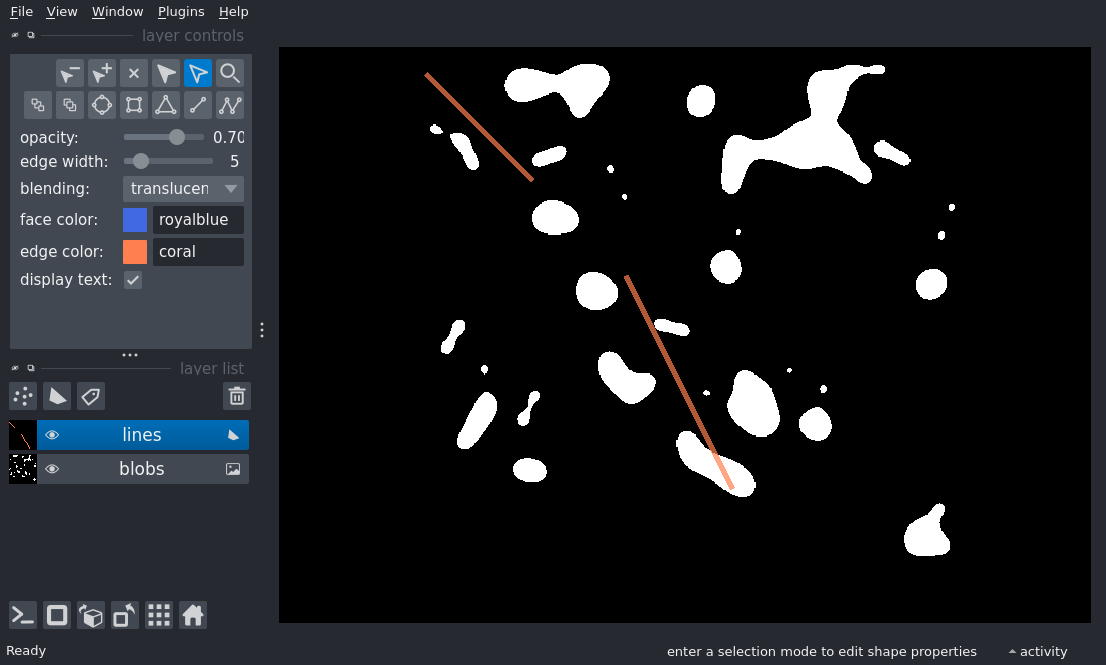 File View Window Plugins Help
layer controls
opacity: 0.70
edge width: 5
blending: translucen
face color: royalblue
edge color: coral
display text:
layer list
lines
blobs
Ready enter a selection mode to edit shape properties activity